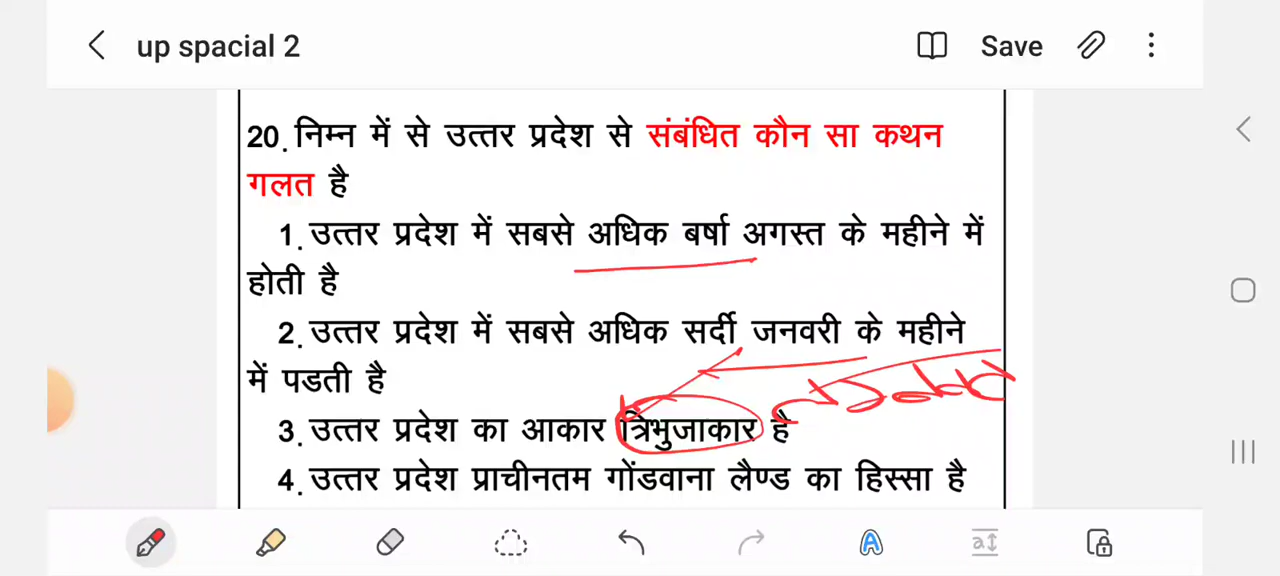 up spacial 2
Save
20. निम्न में से उत्तर प्रदेश से संबंधित कौन सा कथन
गलत है
1. उत्तर प्रदेश में सबसे अधिक बर्षा अगस्त के महीने में
होती है
2. उत्तर प्रदेश में सबसे अधिक सर्दी जनवरी के महीने
में पडती है
3. उत्तर प्रदेश का आकार त्रिभुजाकार है
4. उत्तर प्रदेश प्राचीनतम गोंडवाना लैण्ड का हिस्सा है